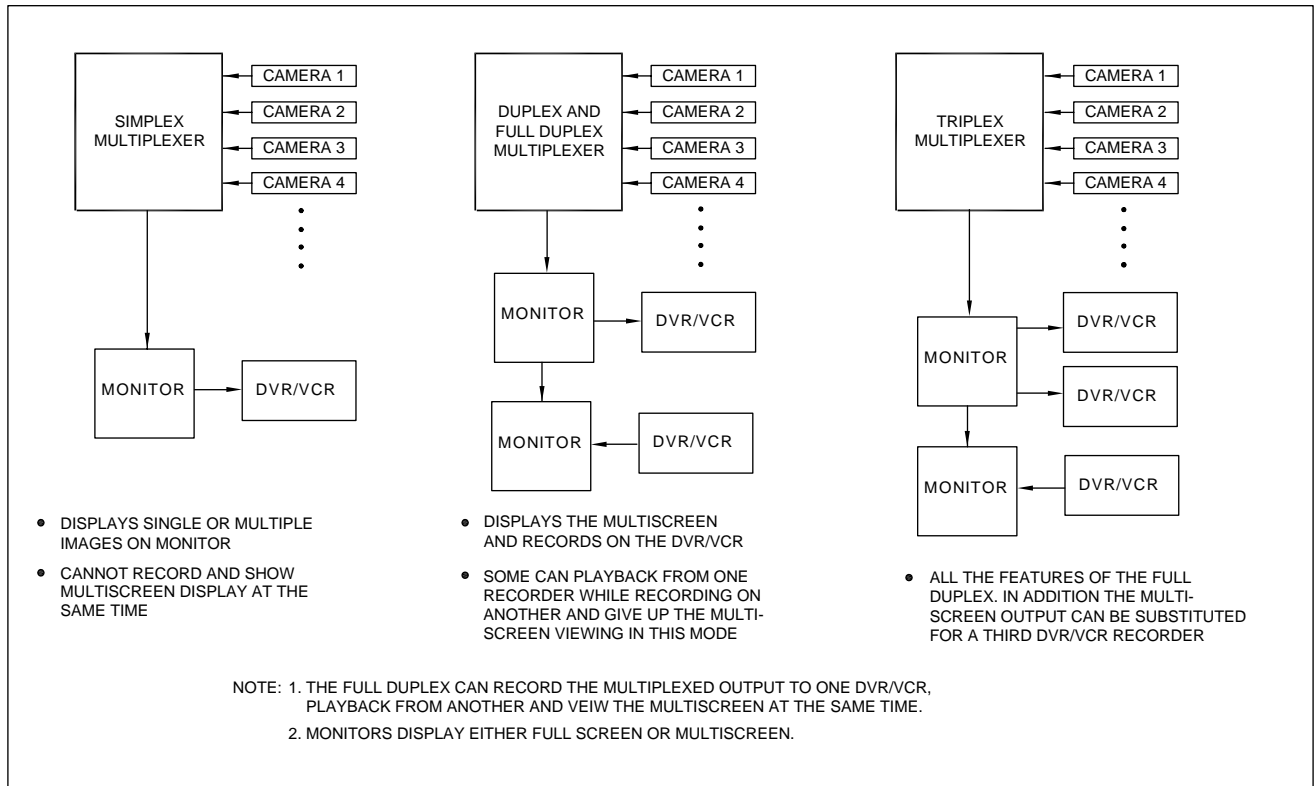 SIMPLEX
MULTIPLEXER
CAMERA 1
CAMERA 2
CAMERA 3
CAMERA 4
MONITOR
DVR/VCR
• DISPLAYS SINGLE OR MULTIPLE
IMAGES ON MONITOR
• CANNOT RECORD AND SHOW
MULTISCREEN DISPLAY AT THE
SAME TIME
DUPLEX AND
FULL DUPLEX
MULTIPLEXER
CAMERA 1
CAMERA 2
CAMERA 3
CAMERA 4
MONITOR
DVR/VCR
MONITOR
DVR/VCR
• DISPLAYS THE MULTISCREEN
AND RECORDS ON THE DVR/VCR
• SOME CAN PLAYBACK FROM ONE
RECORDER WHILE RECORDING ON
ANOTHER AND GIVE UP THE MULTI-
SCREEN VIEWING IN THIS MODE
TRIPLEX
MULTIPLEXER
CAMERA 1
CAMERA 2
CAMERA 3
CAMERA 4
MONITOR
DVR/VCR
DVR/VCR
MONITOR
DVR/VCR
• ALL THE FEATURES OF THE FULL
DUPLEX. IN ADDITION THE MULTI-
SCREEN OUTPUT CAN BE SUBSTITUTED
FOR A THIRD DVR/VCR RECORDER
NOTE: 1. THE FULL DUPLEX CAN RECORD THE MULTIPLEXED OUTPUT TO ONE DVR/VCR,
PLAYBACK FROM ANOTHER AND VEIW THE MULTISCREEN AT THE SAME TIME.
2. MONITORS DISPLAY EITHER FULL SCREEN OR MULTISCREEN.